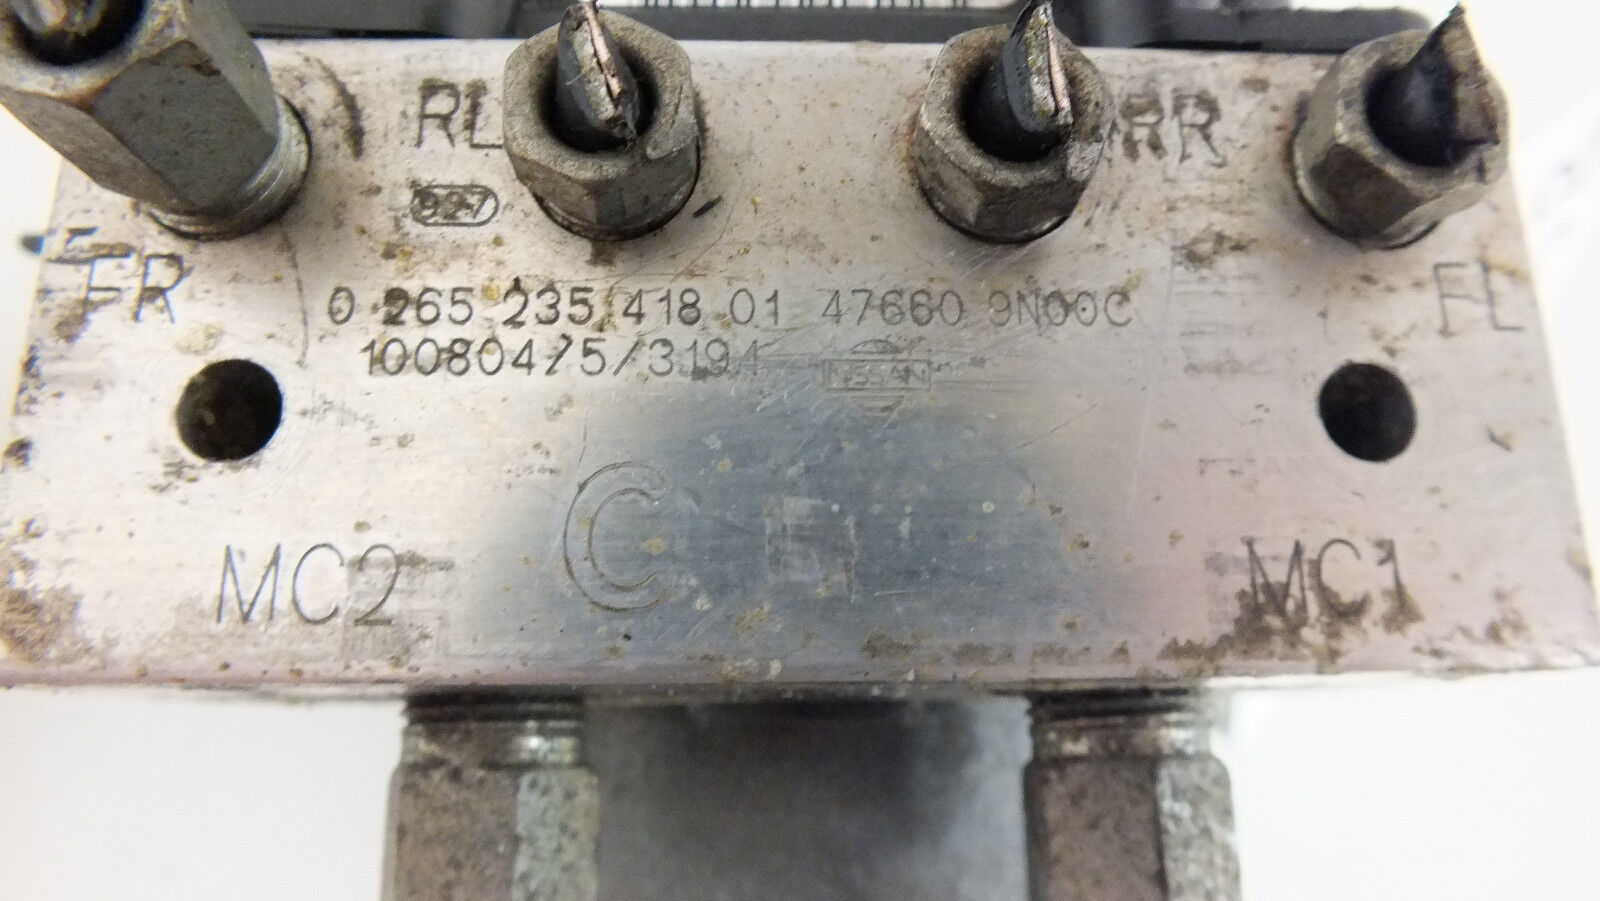 RL
RR
927
FR
FL
0 265 235 418 01 47660 9N00C
100804/5/3194
NISSAN
C
MC2
MC1